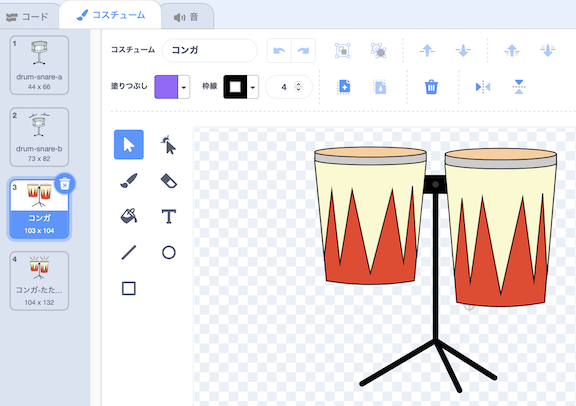 コード
コスチューム
音
1
drum-snare-a
44 x 66
2
drum-snare-b
73 x 82
3
コンガ
103 x 104
4
コンガ-たた...
104 x 132
コスチューム
コンガ
塗りつぶし
枠線
4
T